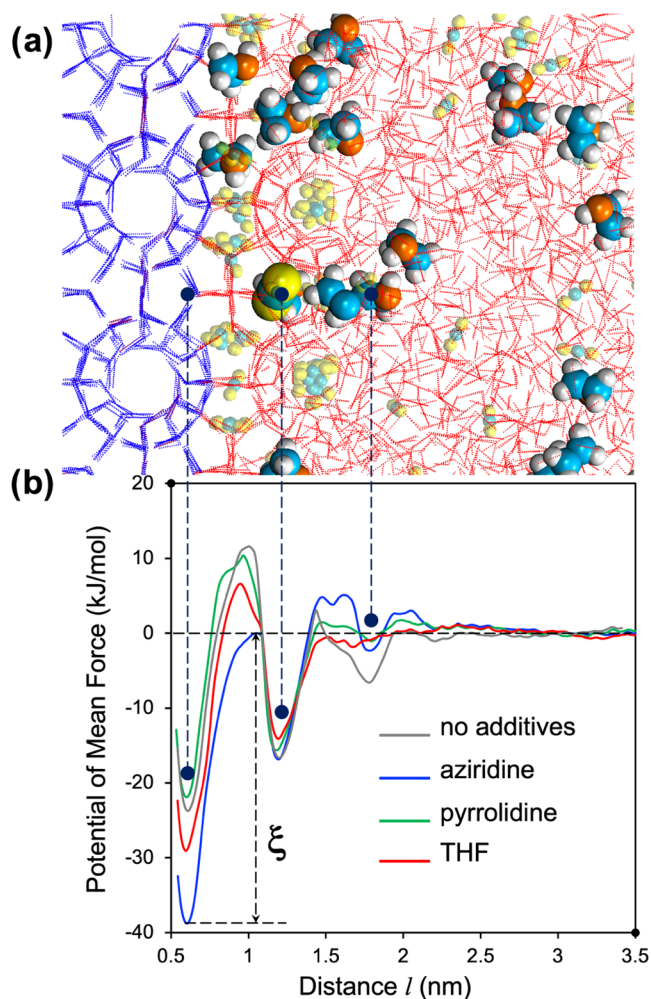 (a)
(b)
20
10
0
-10
-20
-30
-40
Potential of Mean Force (kJ/mol)
ξ
no additives
aziridine
pyrrolidine
THF
0.5 1 1.5 2 2.5 3 3.5
Distance l (nm)